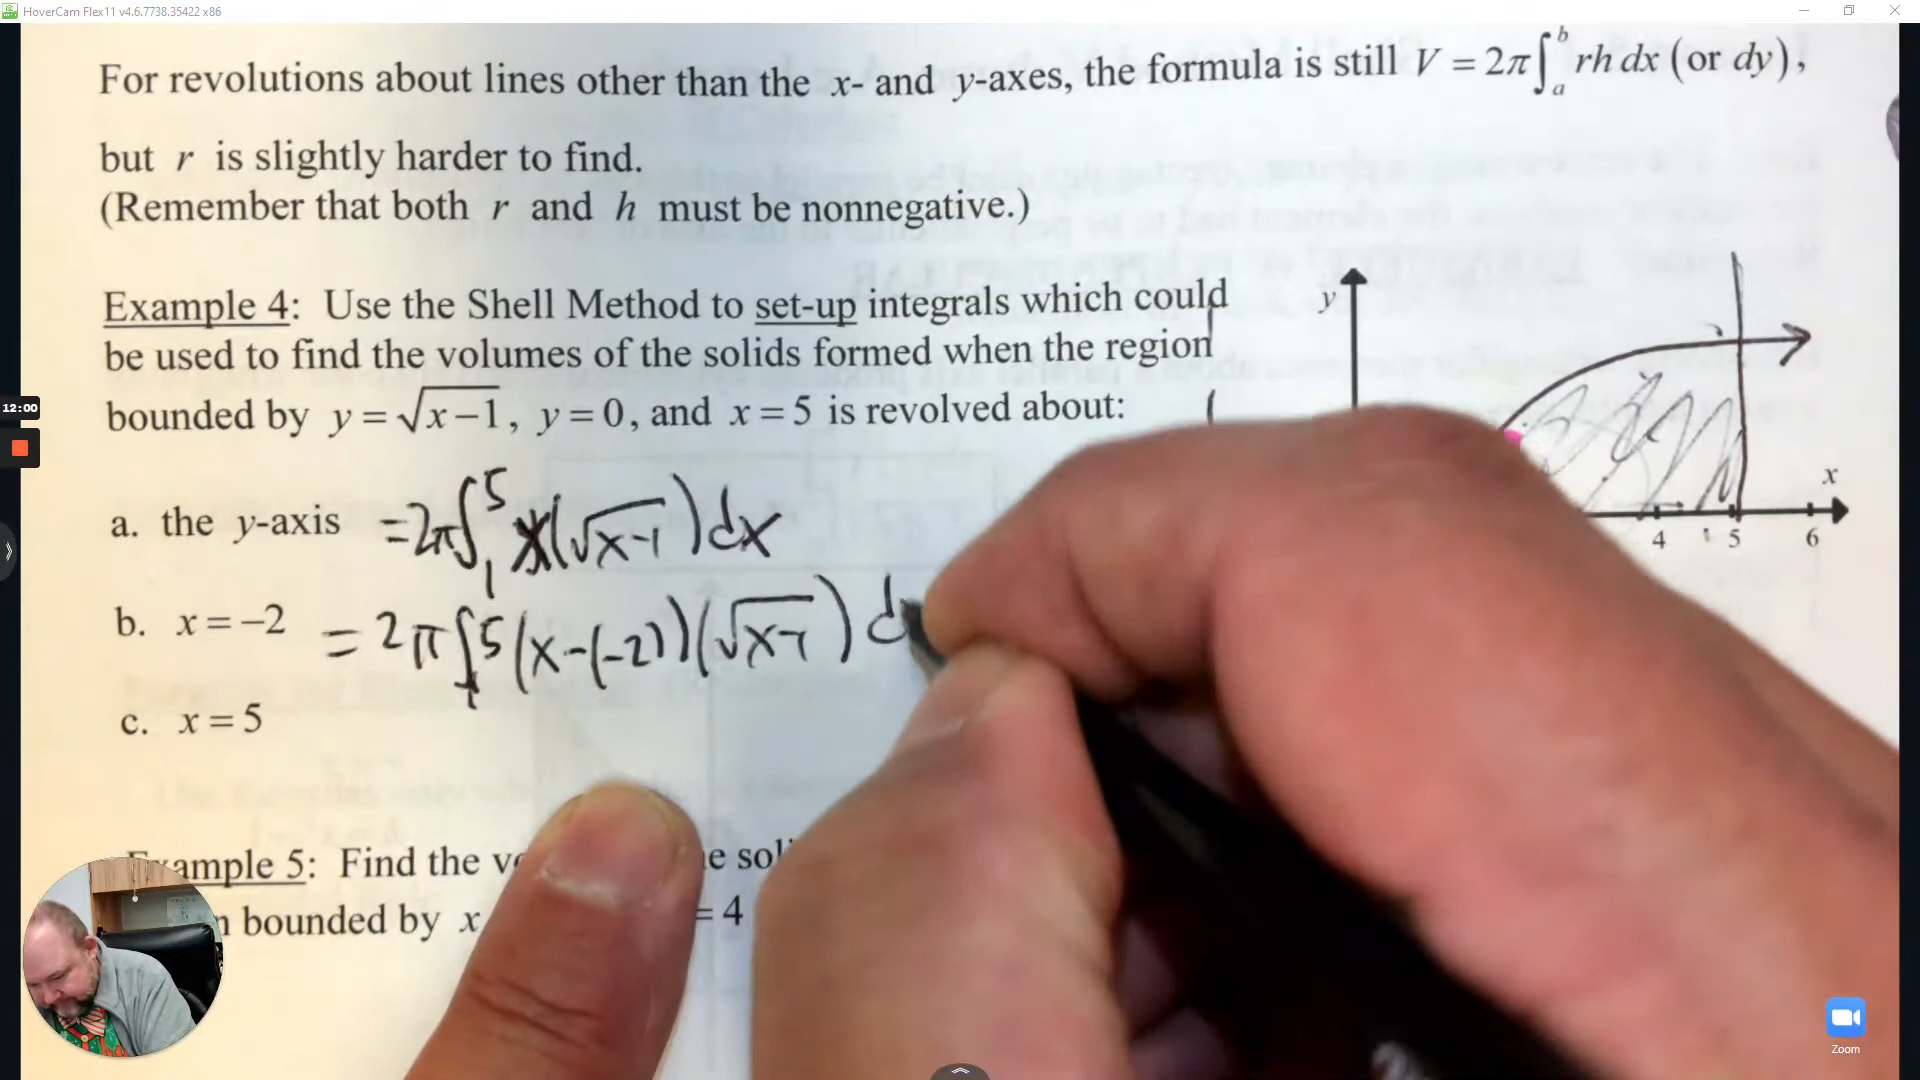 HoverCam Flex11 v4.6.7738.35422 x86
For revolutions about lines other than the x- and y-axes, the formula is still V = 2π∫ₐᵇ rh dx (or dy),
but r is slightly harder to find.
(Remember that both r and h must be nonnegative.)
Example 4: Use the Shell Method to set-up integrals which could
be used to find the volumes of the solids formed when the region
bounded by y = √(x−1), y = 0, and x = 5 is revolved about:
y
x
4 5 6
12:00
a. the y-axis = 2π∫₁⁵ x(√(x-1))dx
b. x = −2 = 2π∫₁⁵ (x-(-2))(√(x-1)) d
c. x = 5
5: Find the
bounded by x = 4
Zoom